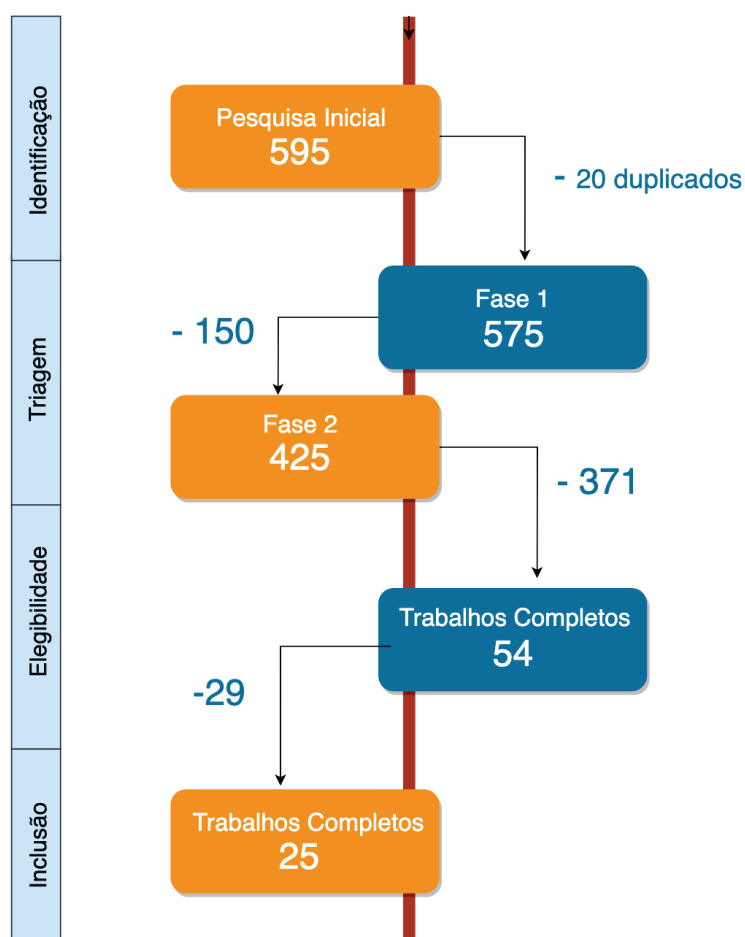 Identificação
Pesquisa Inicial
595
- 20 duplicados
Triagem
Fase 1
575
- 150
Fase 2
425
- 371
Elegibilidade
Trabalhos Completos
54
-29
Inclusão
Trabalhos Completos
25